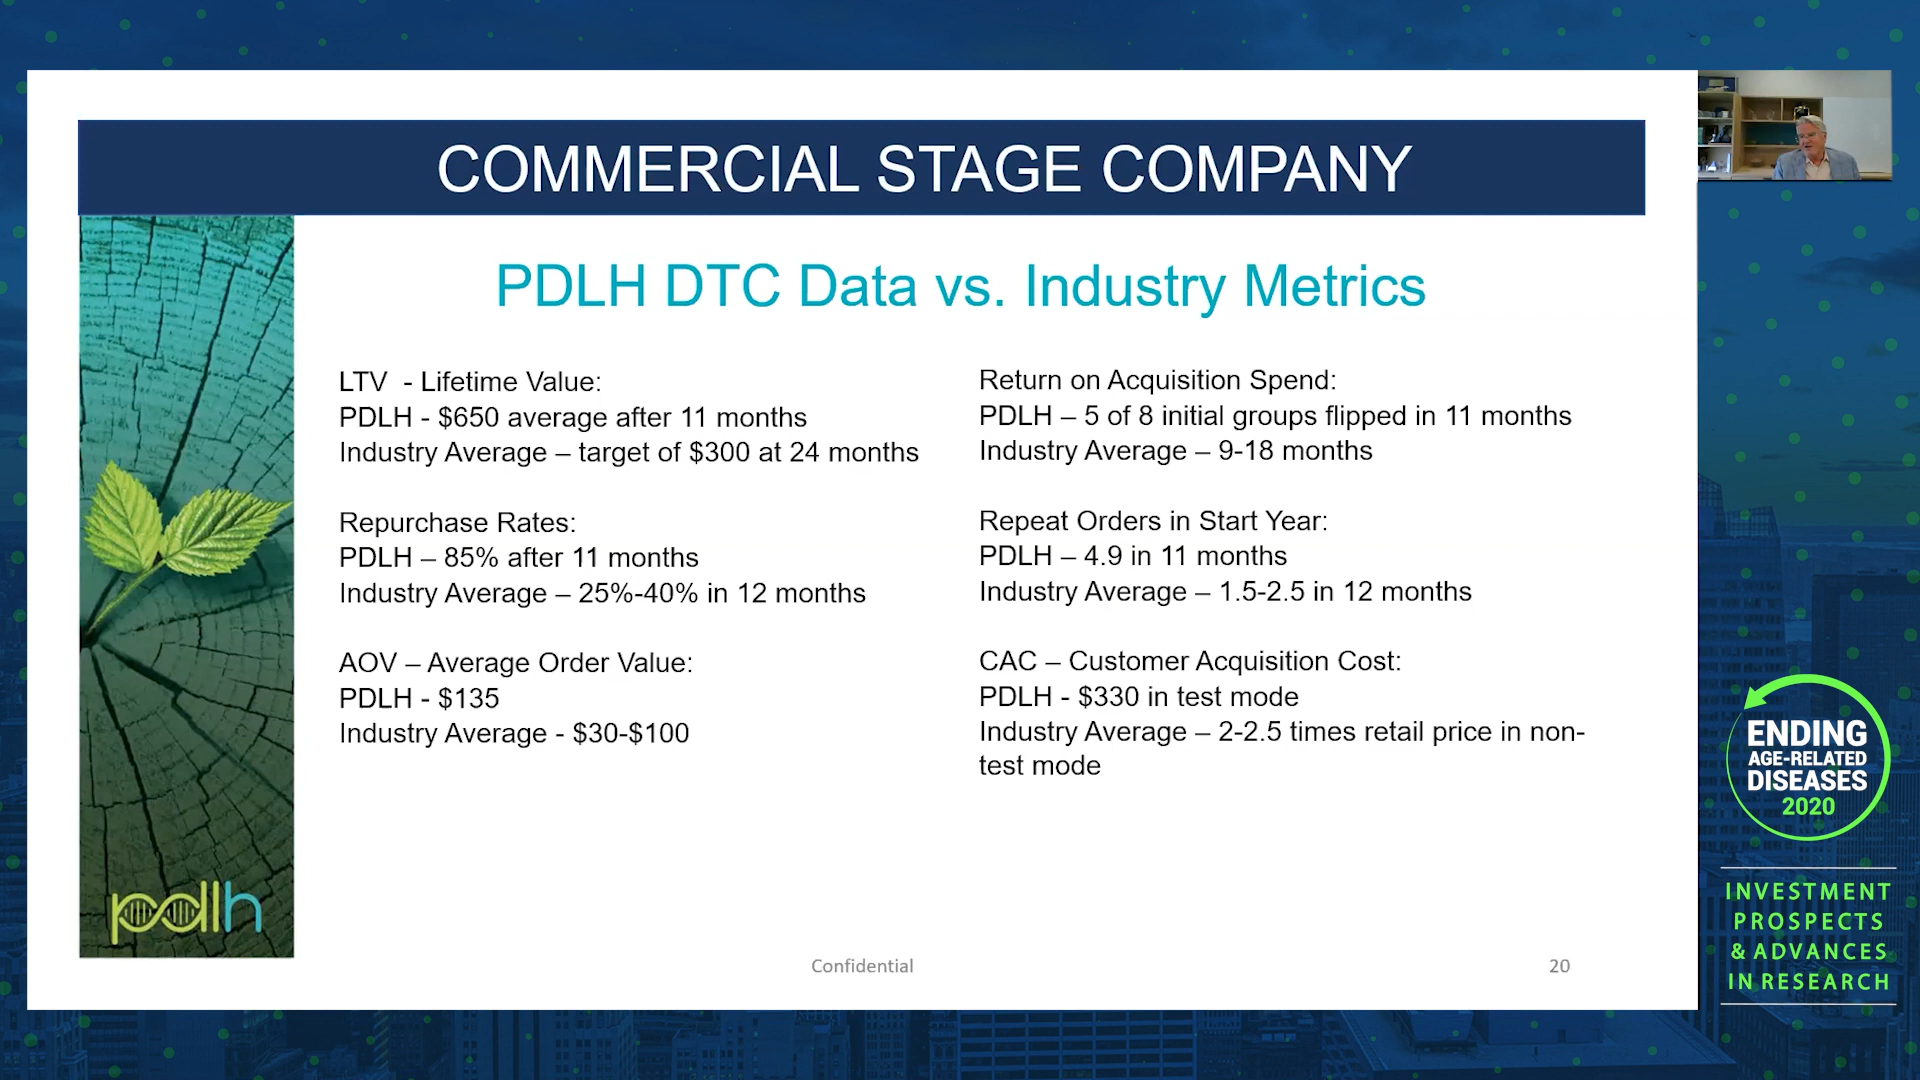 COMMERCIAL STAGE COMPANY
PDLH DTC Data vs. Industry Metrics
LTV  - Lifetime Value:
PDLH - $650 average after 11 months
Industry Average – target of $300 at 24 months
Repurchase Rates:
PDLH – 85% after 11 months
Industry Average – 25%-40% in 12 months
AOV – Average Order Value:
PDLH - $135
Industry Average - $30-$100
Return on Acquisition Spend:
PDLH – 5 of 8 initial groups flipped in 11 months
Industry Average – 9-18 months
Repeat Orders in Start Year:
PDLH – 4.9 in 11 months
Industry Average – 1.5-2.5 in 12 months
CAC – Customer Acquisition Cost:
PDLH - $330 in test mode
Industry Average – 2-2.5 times retail price in non-
test mode
pdlh
Confidential
20
ENDING
AGE-RELATED
DISEASES
2020
INVESTMENT
PROSPECTS
& ADVANCES
IN RESEARCH